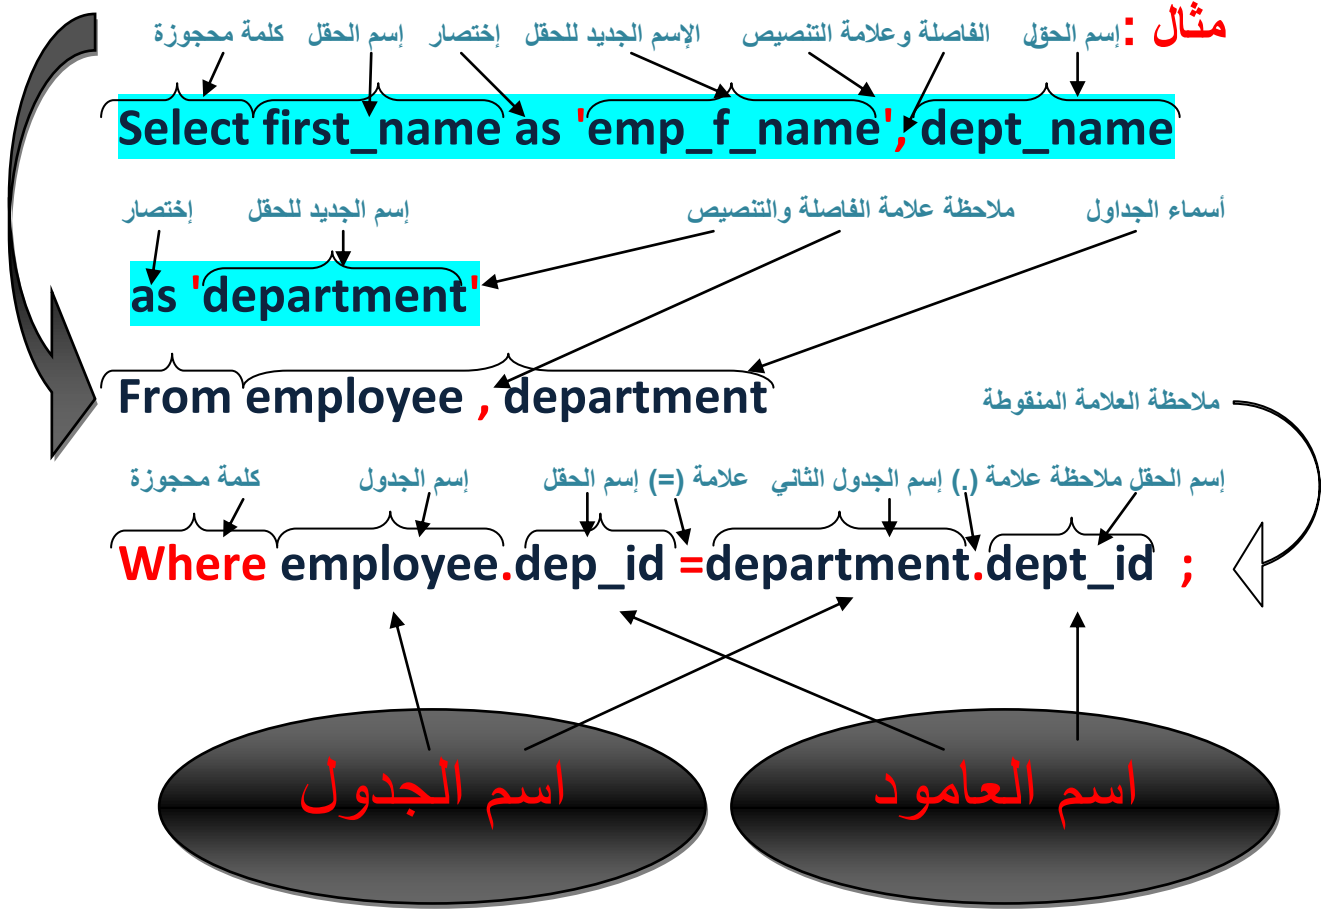 مثال :
إسم الحقل الفاصلة وعلامة التنصيص الإسم الجديد للحقل إختصار إسم الحقل كلمة محجوزة
Select first_name as 'emp_f_name', dept_name
أسماء الجداول ملاحظة علامة الفاصلة والتنصيص إسم الجديد للحقل إختصار
as 'department'
From employee , department
ملاحظة العلامة المنقوطة
إسم الحقل ملاحظة علامة (.) إسم الجدول الثاني علامة (=) إسم الحقل إسم الجدول كلمة محجوزة
Where employee.dep_id =department.dept_id ;
اسم العامود
اسم الجدول